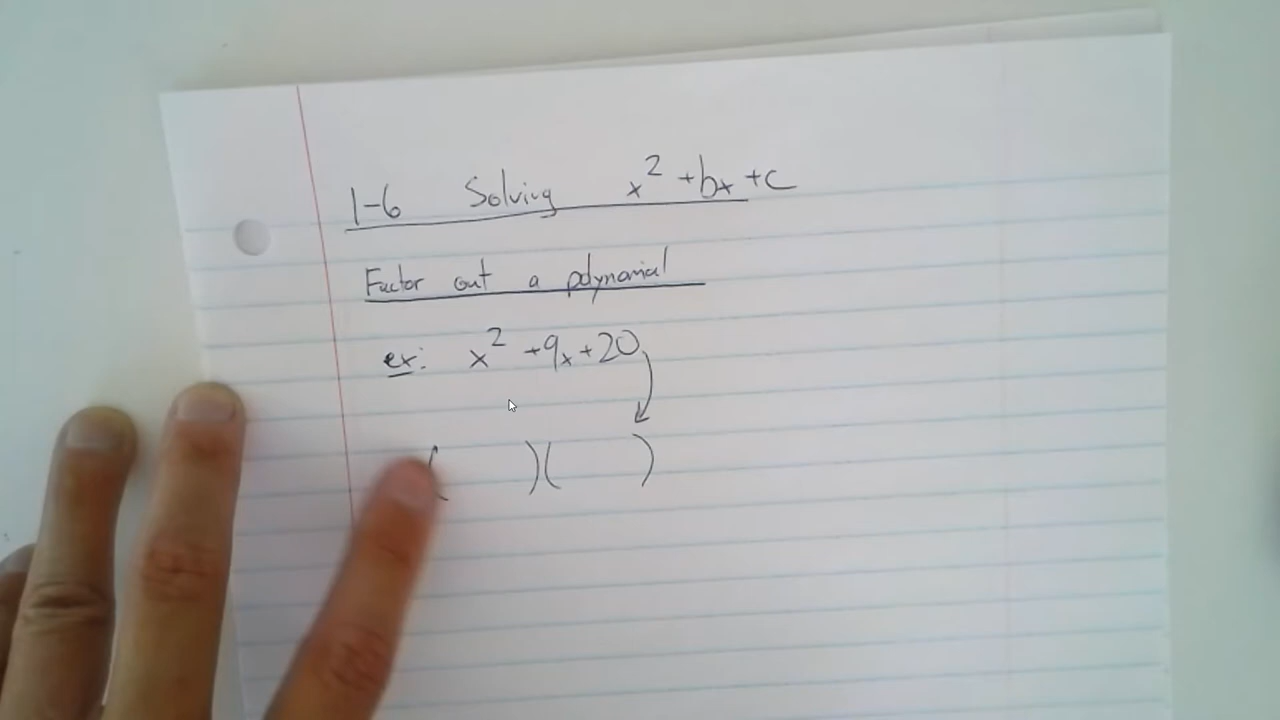 1-6 Solving x² +bx +c
Factor out a polynomial
ex: x² +9x+20
( )( )